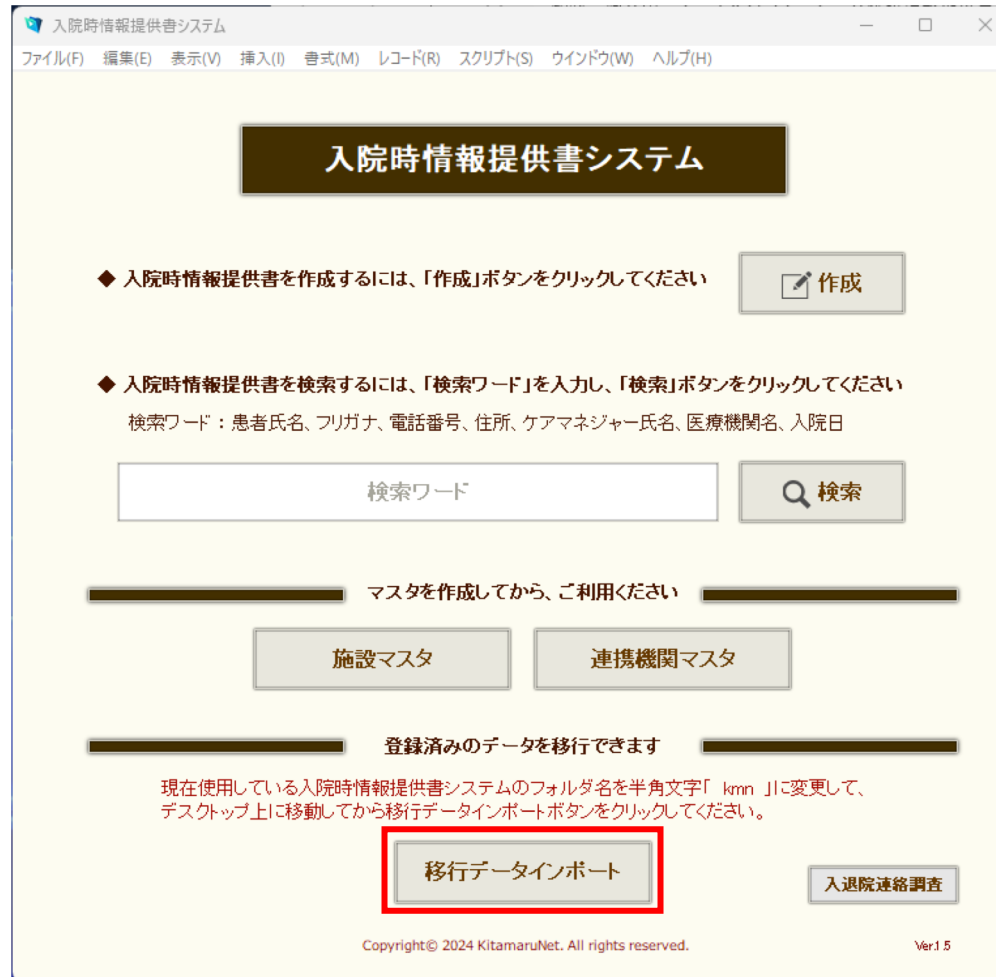 入院時情報提供書システム
ファイル(F) 編集(E) 表示(V) 挿入(I) 書式(M) レコード(R) スクリプト(S) ウインドウ(W) ヘルプ(H)
入院時情報提供書システム
◆ 入院時情報提供書を作成するには、「作成」ボタンをクリックしてください
作成
◆ 入院時情報提供書を検索するには、「検索ワード」を入力し、「検索」ボタンをクリックしてください
検索ワード：患者氏名、フリガナ、電話番号、住所、ケアマネジャー氏名、医療機関名、入院日
検索ワード
検索
マスタを作成してから、ご利用ください
施設マスタ
連携機関マスタ
登録済みのデータを移行できます
現在使用している入院時情報提供書システムのフォルダ名を半角文字「 kmn 」に変更して、
デスクトップ上に移動してから移行データインポートボタンをクリックしてください。
移行データインポート
入退院連絡調査
Copyright© 2024 KitamaruNet. All rights reserved.
Ver.1.5